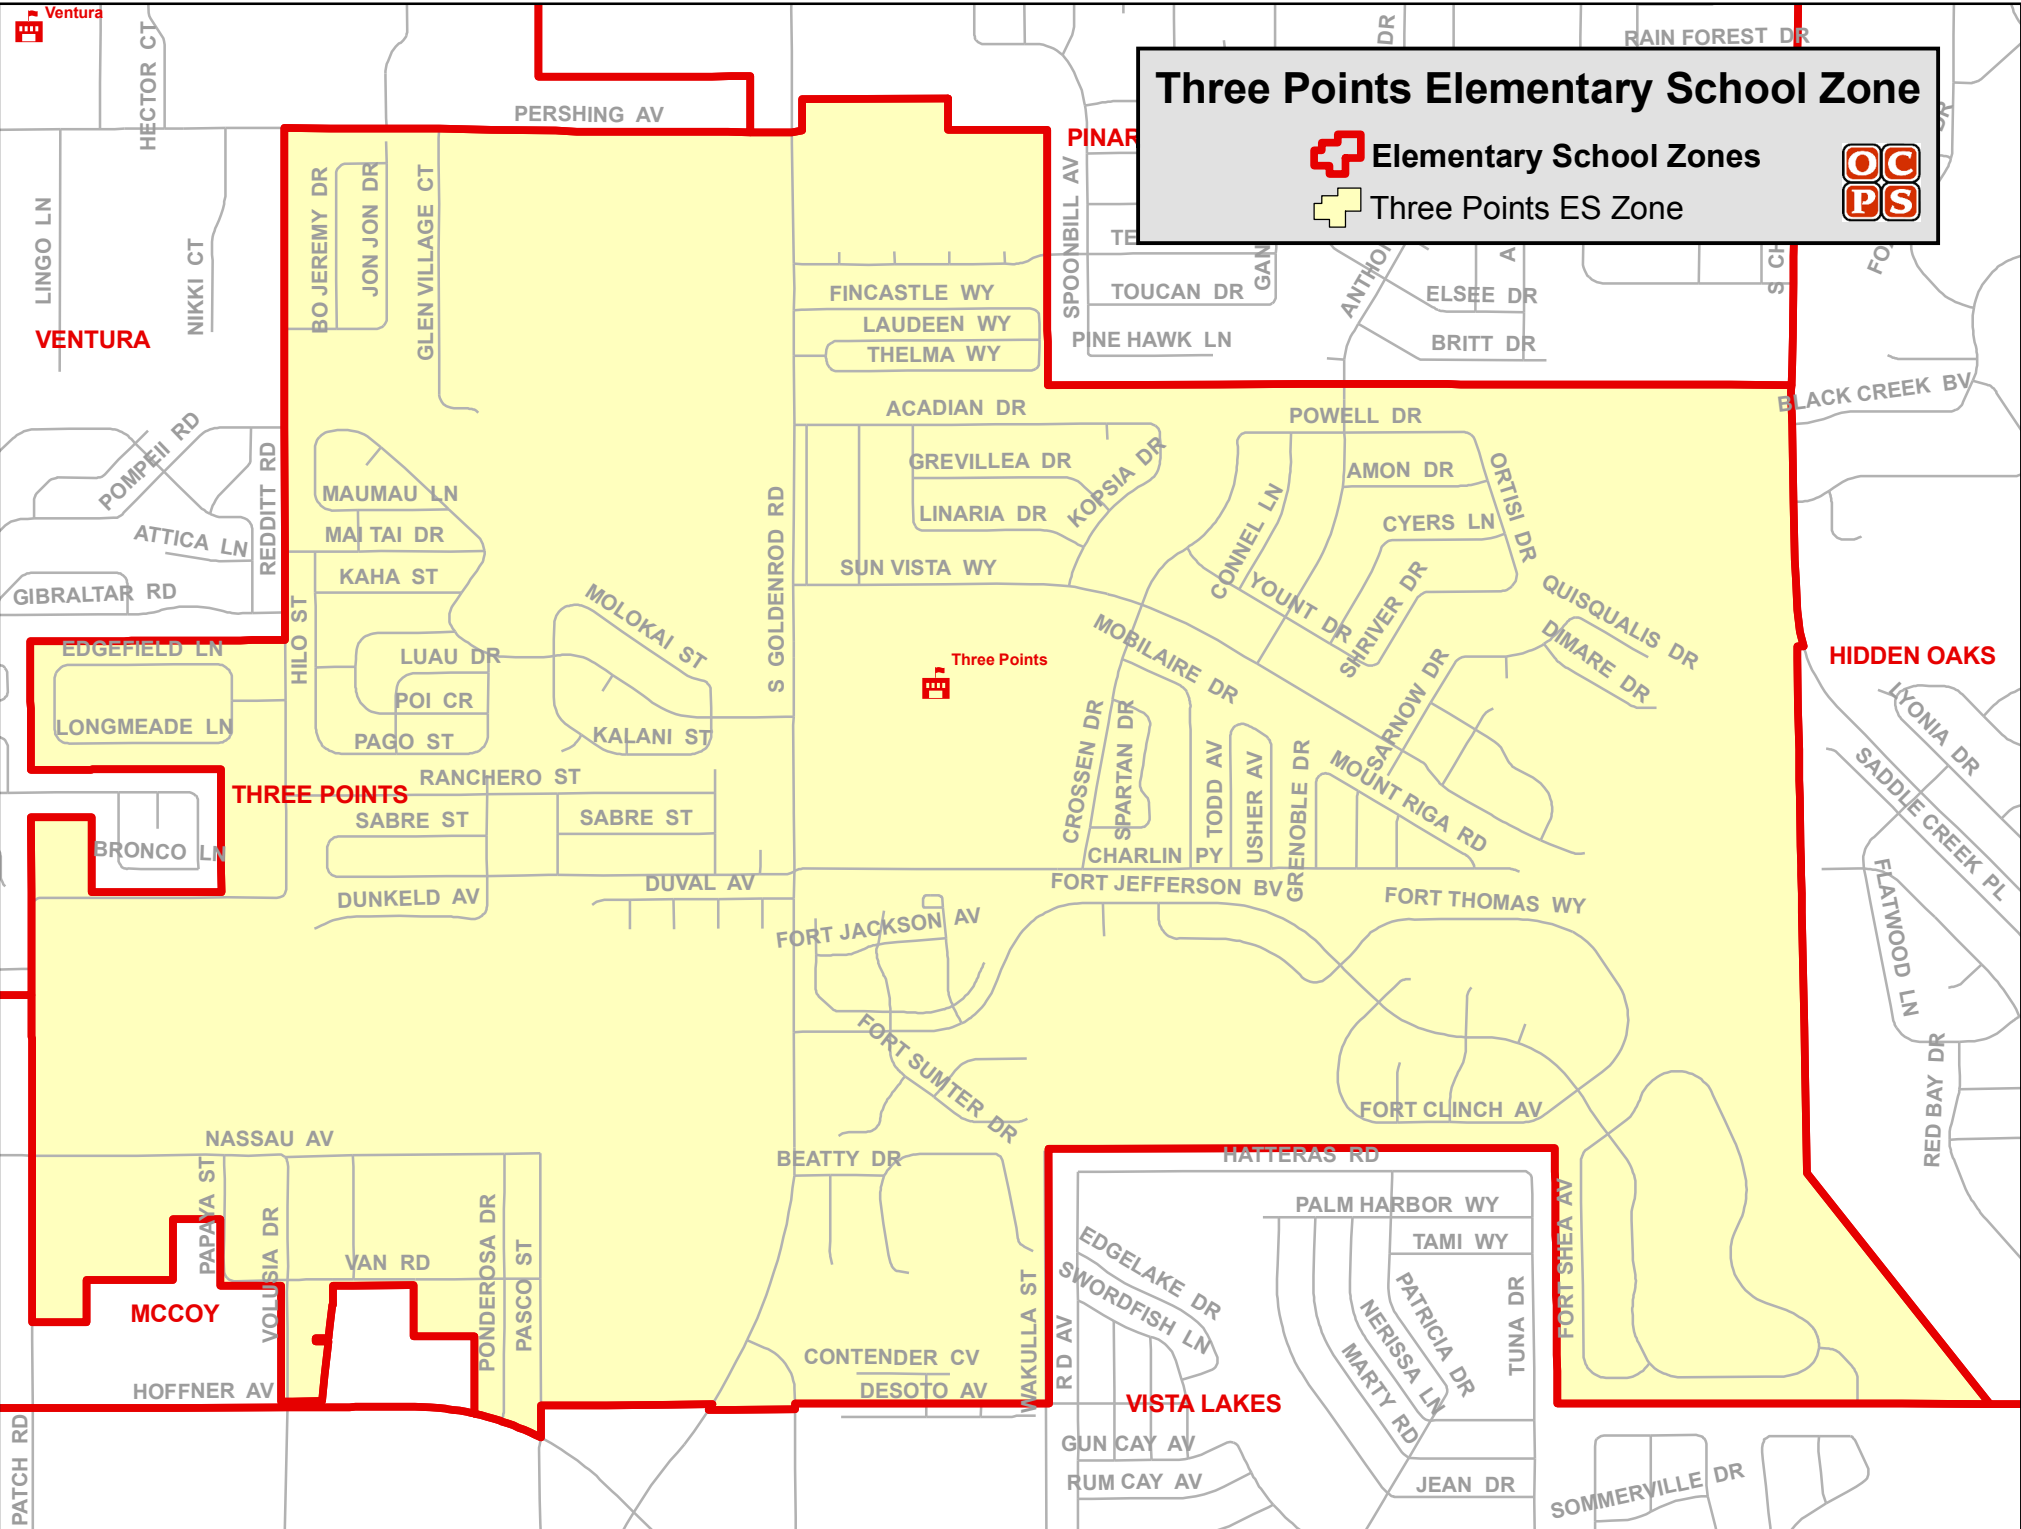 Ventura
HECTOR CT
PERSHING AV
DR
RAIN FOREST DR
Three Points Elementary School Zone
Elementary School Zones
Three Points ES Zone
OC
PS
PINAR
LINGO LN
NIKKI CT
VENTURA
BO JEREMY DR
JON JON DR
GLEN VILLAGE CT
SPOONBILL AV
TE
GAN
ANTHO
A
S CH
FO
DR
FINCASTLE WY
LAUDEEN WY
THELMA WY
TOUCAN DR
PINE HAWK LN
ELSEE DR
BRITT DR
BLACK CREEK BV
POMPEII RD
REDDITT RD
ATTICA LN
GIBRALTAR RD
MAUMAU LN
MAI TAI DR
KAHA ST
HILO ST
MOLOKAI ST
S GOLDENROD RD
ACADIAN DR
GREVILLEA DR
KOPSIA DR
LINARIA DR
SUN VISTA WY
POWELL DR
AMON DR
ORTISI DR
CONNEL LN
CYERS LN
YOUNT DR
SHRIVER DR
QUISQUALIS DR
DIMARE DR
HIDDEN OAKS
EDGEFIELD LN
LONGMEADE LN
LUAU DR
POI CR
PAGO ST
KALANI ST
Three Points
MOBILAIRE DR
CROSSEN DR
SPARTAN DR
TODD AV
USHER AV
GRENOBLE DR
SARNOW DR
MOUNT RIGA RD
LYONIA DR
SADDLE CREEK PL
FLATWOOD LN
RED BAY DR
THREE POINTS
RANCHERO ST
SABRE ST
SABRE ST
BRONCO LN
DUNKELD AV
DUVAL AV
CHARLIN PY
FORT JEFFERSON BV
FORT THOMAS WY
FORT JACKSON AV
FORT SUMTER DR
FORT CLINCH AV
NASSAU AV
BEATTY DR
HATTERAS RD
PAPAYA ST
VOLUSIA DR
VAN RD
PONDEROSA DR
PASCO ST
MCCOY
HOFFNER AV
PATCH RD
CONTENDER CV
DESOTO AV
WAKULLA ST
R D AV
EDGELAKE DR
SWORDFISH LN
PALM HARBOR WY
TAMI WY
PATRICIA DR
NERISSA LN
MARTY RD
TUNA DR
FORT SHEA AV
VISTA LAKES
GUN CAY AV
RUM CAY AV
JEAN DR
SOMMERVILLE DR